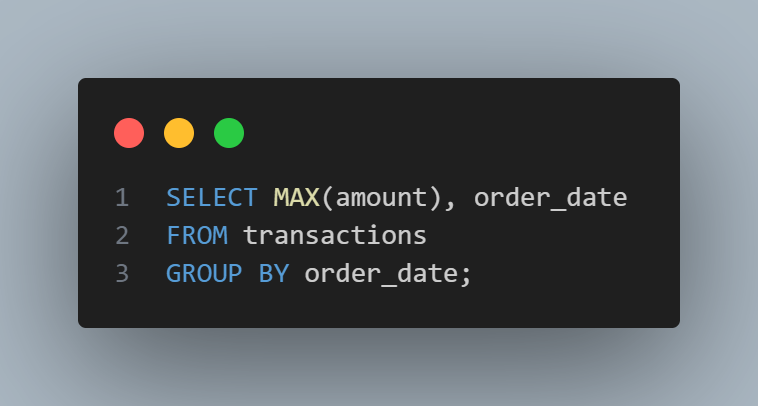 1 SELECT MAX(amount), order_date
2 FROM transactions
3 GROUP BY order_date;